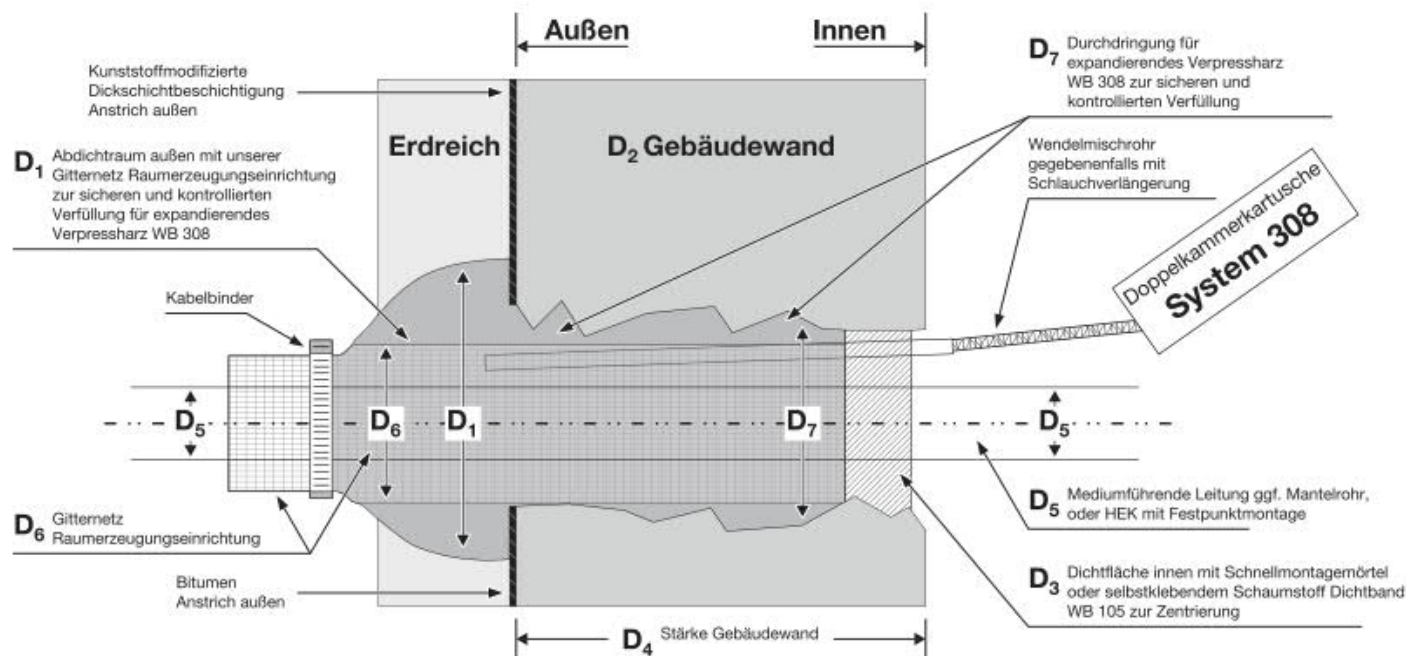 Außen
Innen
Kunststoffmodifizierte
Dickschichtbeschichtigung
Anstrich außen
D₇ Durchdringung für
expandierendes Verpressharz
WB 308 zur sicheren und
kontrollierten Verfüllung
Erdreich
D₂ Gebäudewand
D₁ Abdichtraum außen mit unserer
Gitternetz Raumerzeugungseinrichtung
zur sicheren und kontrollierten
Verfüllung für expandierendes
Verpressharz WB 308
Wendelmischrohr
gegebenenfalls mit
Schlauchverlängerung
Doppelkammerkartusche
System 308
Kabelbinder
D₅
D₆
D₁
D₇
D₅
D₅ Mediumführende Leitung ggf. Mantelrohr,
oder HEK mit Festpunktmontage
D₆ Gitternetz
Raumerzeugungseinrichtung
Bitumen
Anstrich außen
D₃ Dichtfläche innen mit Schnellmontagemörtel
oder selbstklebendem Schaumstoff Dichtband
WB 105 zur Zentrierung
D₄ Stärke Gebäudewand